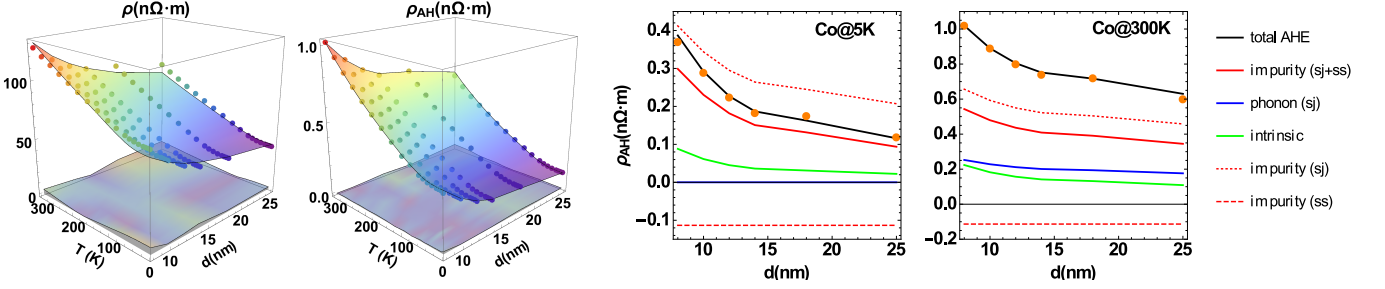 ρ(nΩ·m)
100
50
0
300
200
100
0
T (K)
10
15
20
25
d(nm)
ρAH(nΩ·m)
1.0
0.5
0.0
300
200
100
0
T (K)
10
15
20
25
d(nm)
ρAH(nΩ·m)
Co@5K
0.4
0.3
0.2
0.1
0.0
−0.1
10
15
20
25
d(nm)
Co@300K
1.0
0.8
0.6
0.4
0.2
0.0
−0.2
10
15
20
25
d(nm)
total AHE
impurity (sj+ss)
phonon (sj)
intrinsic
impurity (sj)
impurity (ss)